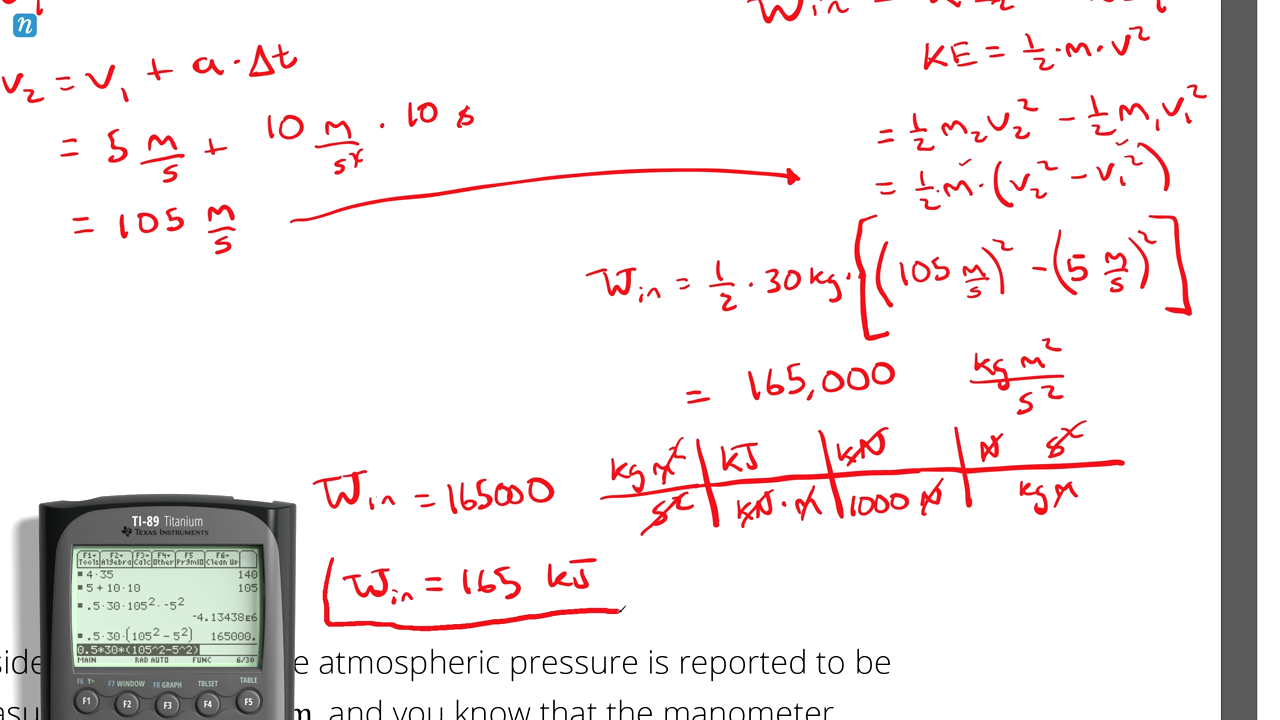 n
v₂ = v₁ + a · Δt
= 5 m/s + 10 m/s² · 10 s
= 105 m/s
KE = 1/2 · m · v²
= 1/2 m₂ v₂² - 1/2 m₁ v₁²
= 1/2 · m · (v₂² - v₁²)
W_in = 1/2 · 30 kg · [(105 m/s)² - (5 m/s)²]
= 165,000 kg m²/s²
W_in = 165000 kg m²/s² | kJ/kN·m | kN/1000 N | N s²/kg m
W_in = 165 kJ
TI-89 Titanium
TEXAS INSTRUMENTS
F1 Tools F2 Algebra F3 Calc F4 Other F5 PrgmIO F6 Clean Up
4·35 140
5 + 10·10 105
.5·30·105²·-5² -4.13438E6
.5·30·(105² - 5²) 165000.
0.5*30*(105^2-5^2)
MAIN RAD AUTO FUNC 6/30
F6 Y= F7 WINDOW F8 GRAPH TBLSET TABLE
F1 F2 F3 F4 F5
e atmospheric pressure is reported to be
m, and you know that the manometer